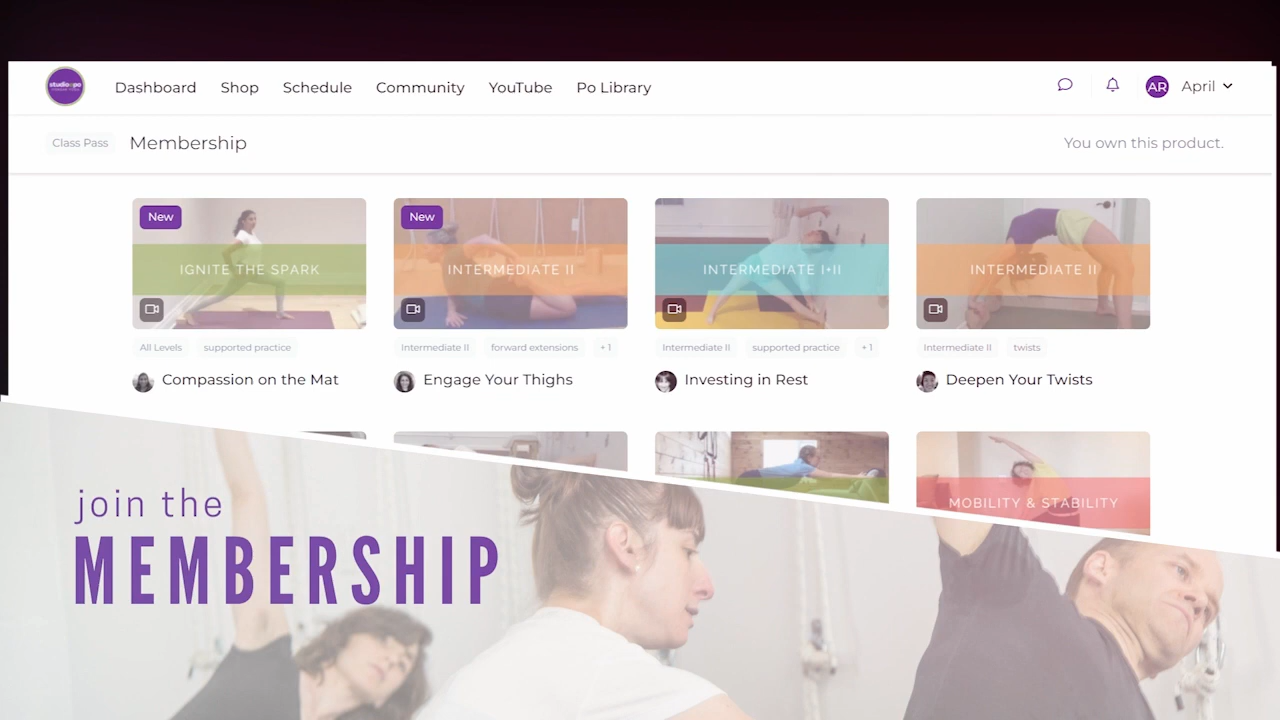 studio po
Dashboard Shop Schedule Community YouTube Po Library AR April
Class Pass Membership You own this product.
New New
IGNITE THE SPARK INTERMEDIATE II INTERMEDIATE I+II INTERMEDIATE II
All Levels supported practice Intermediate II forward extensions + 1 Intermediate II supported practice + 1 Intermediate II twists
Compassion on the Mat Engage Your Thighs Investing in Rest Deepen Your Twists
MOBILITY & STABILITY
join the
MEMBERSHIP